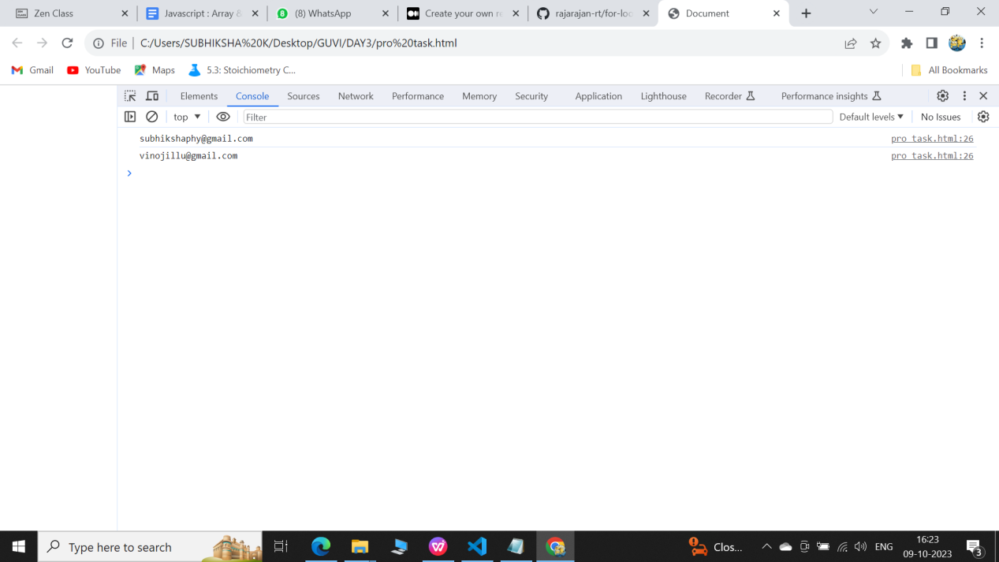 Zen Class
Javascript: Array &
(8) WhatsApp
Create your own re
rajarajan-rt/for-loo
Document
File
C:/Users/SUBHIKSHA%20K/Desktop/GUVI/DAY3/pro%20task.html
Gmail
YouTube
Maps
5.3: Stoichiometry C...
All Bookmarks
Elements
Console
Sources
Network
Performance
Memory
Security
Application
Lighthouse
Recorder
Performance insights
top
Filter
Default levels
No Issues
subhikshaphy@gmail.com
pro task.html:26
vinojillu@gmail.com
pro task.html:26
Type here to search
Clos...
ENG
16:23
09-10-2023
3